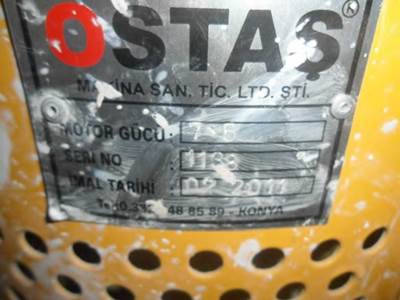 OSTAŞ®
MAKİNA SAN. TİC. LTD. ŞTİ.
MOTOR GÜCÜ :
SERİ NO :
İMAL TARİHİ : 02 2011
48 85 89 - KONYA